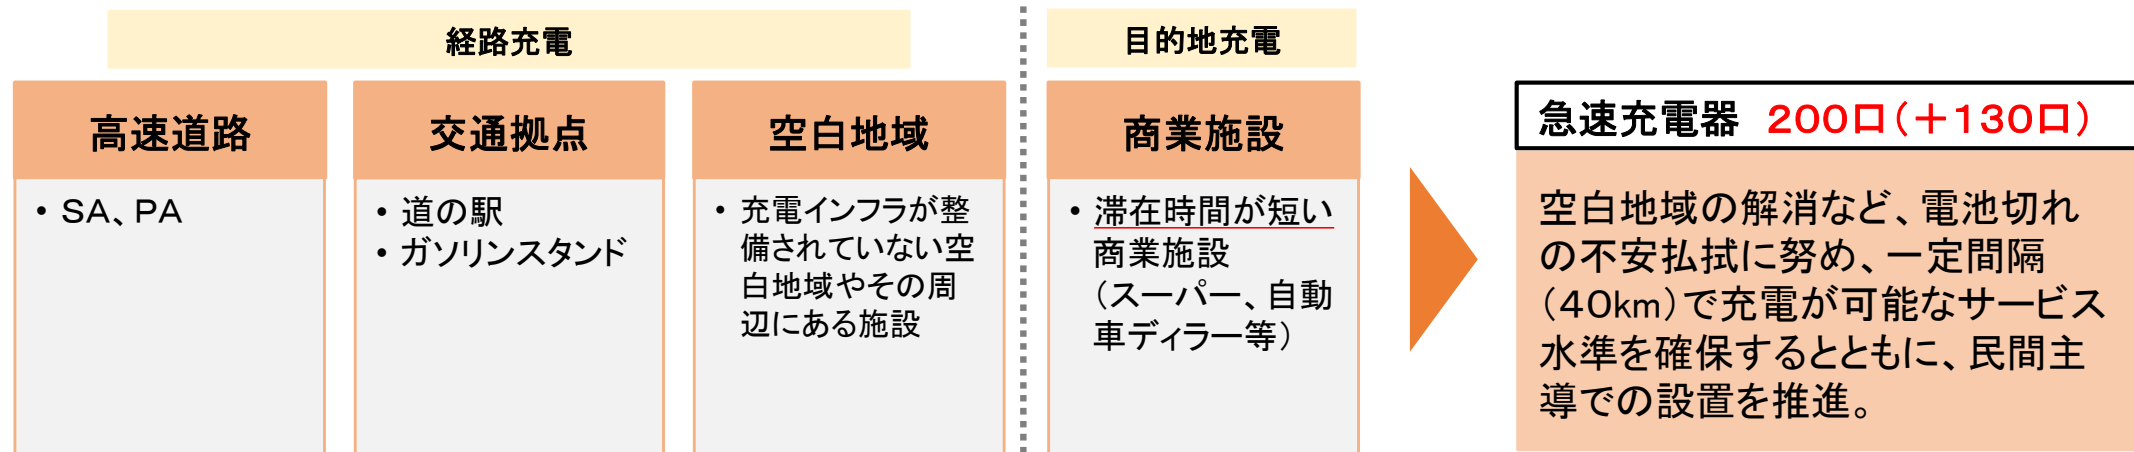 経路充電
目的地充電
高速道路
• SA、PA
交通拠点
• 道の駅
• ガソリンスタンド
空白地域
• 充電インフラが整
備されていない空
白地域やその周
辺にある施設
商業施設
• 滞在時間が短い
商業施設
（スーパー、自動
車ディラー等）
急速充電器 200口（＋130口）
空白地域の解消など、電池切れ
の不安払拭に努め、一定間隔
（40km）で充電が可能なサービス
水準を確保するとともに、民間主
導での設置を推進。